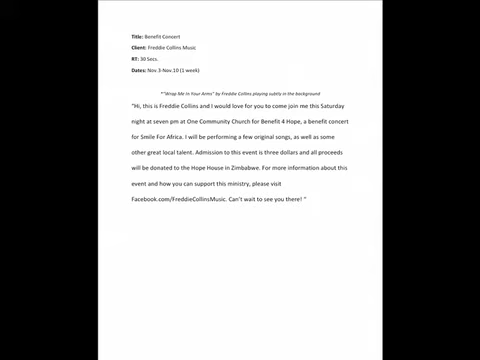 Title: Benefit Concert
Client: Freddie Collins Music
RT: 30 Secs.
Dates: Nov.3-Nov.10 (1 week)
*"Wrap Me In Your Arms" by Freddie Collins playing subtly in the background
"Hi, this is Freddie Collins and I would love for you to come join me this Saturday
night at seven pm at One Community Church for Benefit 4 Hope, a benefit concert
for Smile For Africa. I will be performing a few original songs, as well as some
other great local talent. Admission to this event is three dollars and all proceeds
will be donated to the Hope House in Zimbabwe. For more information about this
event and how you can support this ministry, please visit
Facebook.com/FreddieCollinsMusic. Can't wait to see you there! "